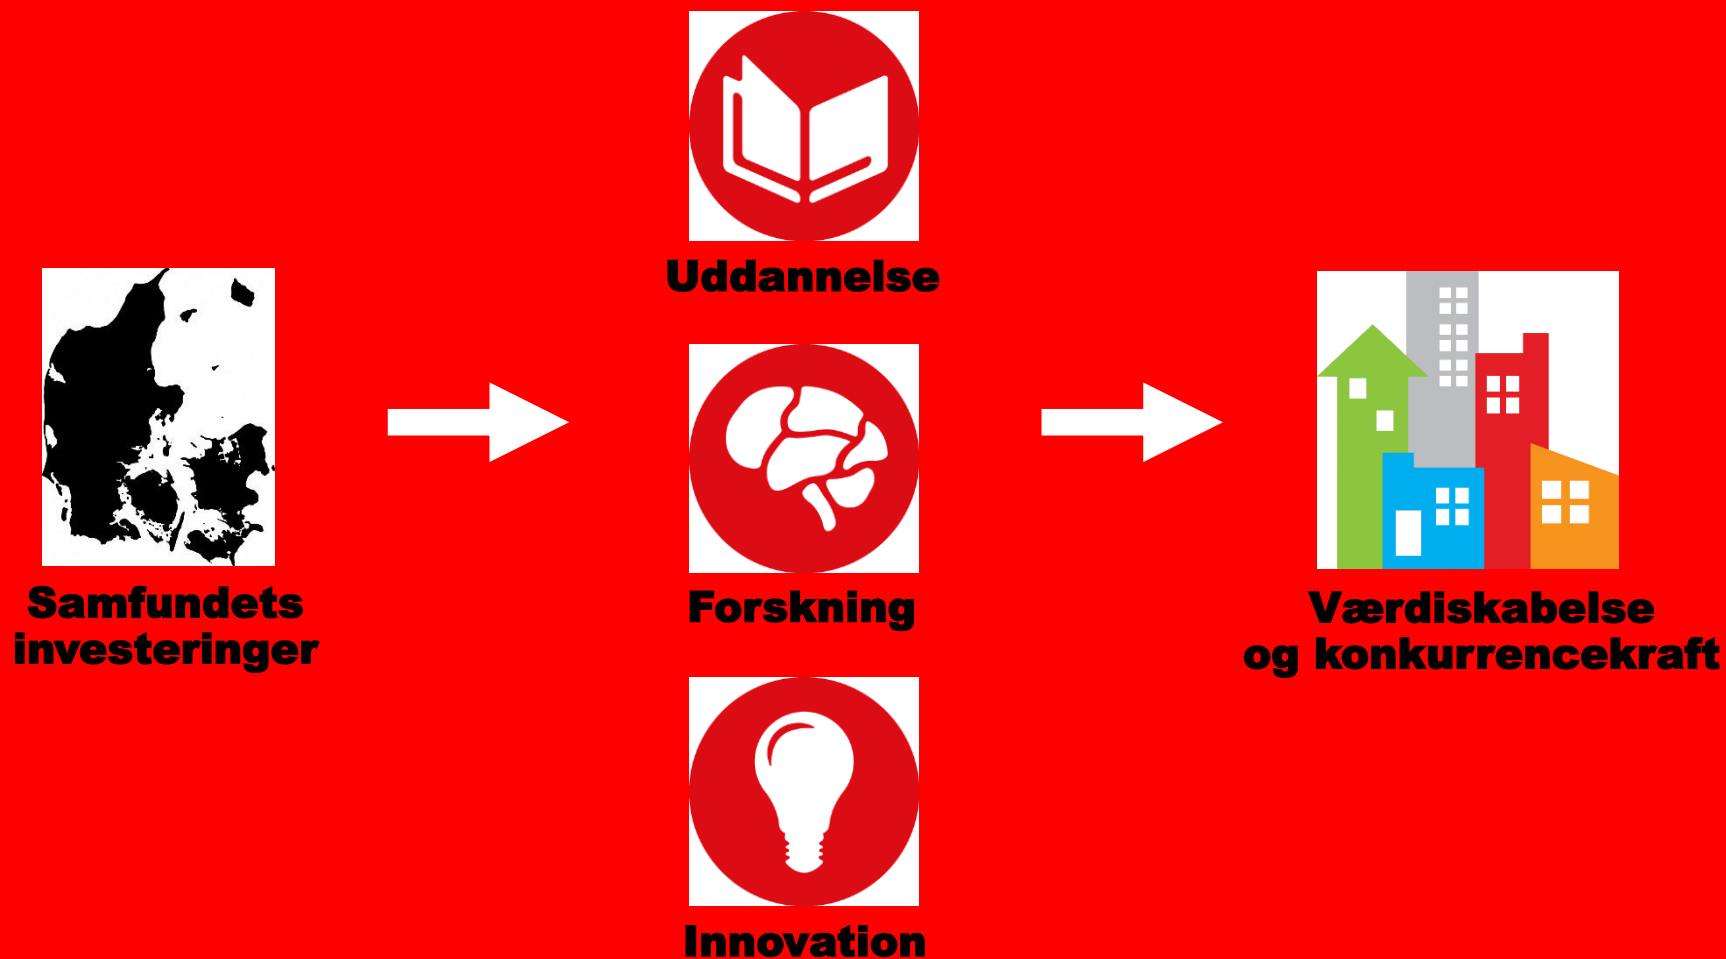 Uddannelse
Samfundets
investeringer
Forskning
Værdiskabelse
og konkurrencekraft
Innovation